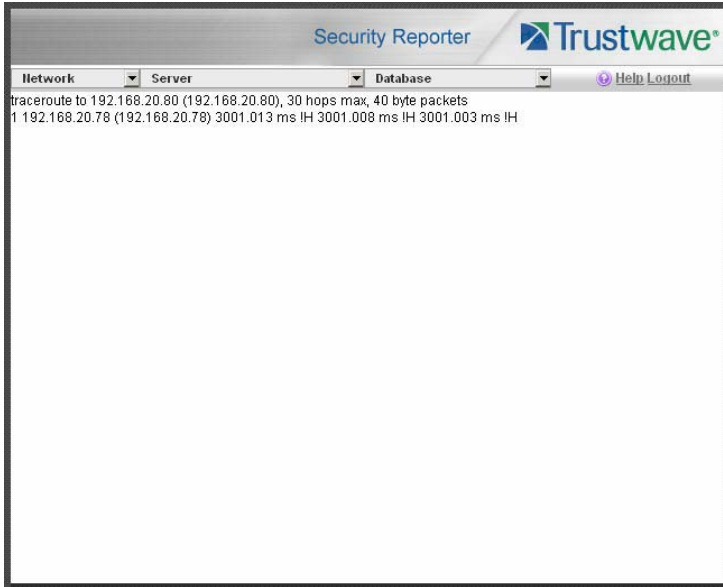 Security Reporter
Trustwave®
Network Server Database Help Logout
traceroute to 192.168.20.80 (192.168.20.80), 30 hops max, 40 byte packets
1 192.168.20.78 (192.168.20.78) 3001.013 ms !H 3001.008 ms !H 3001.003 ms !H